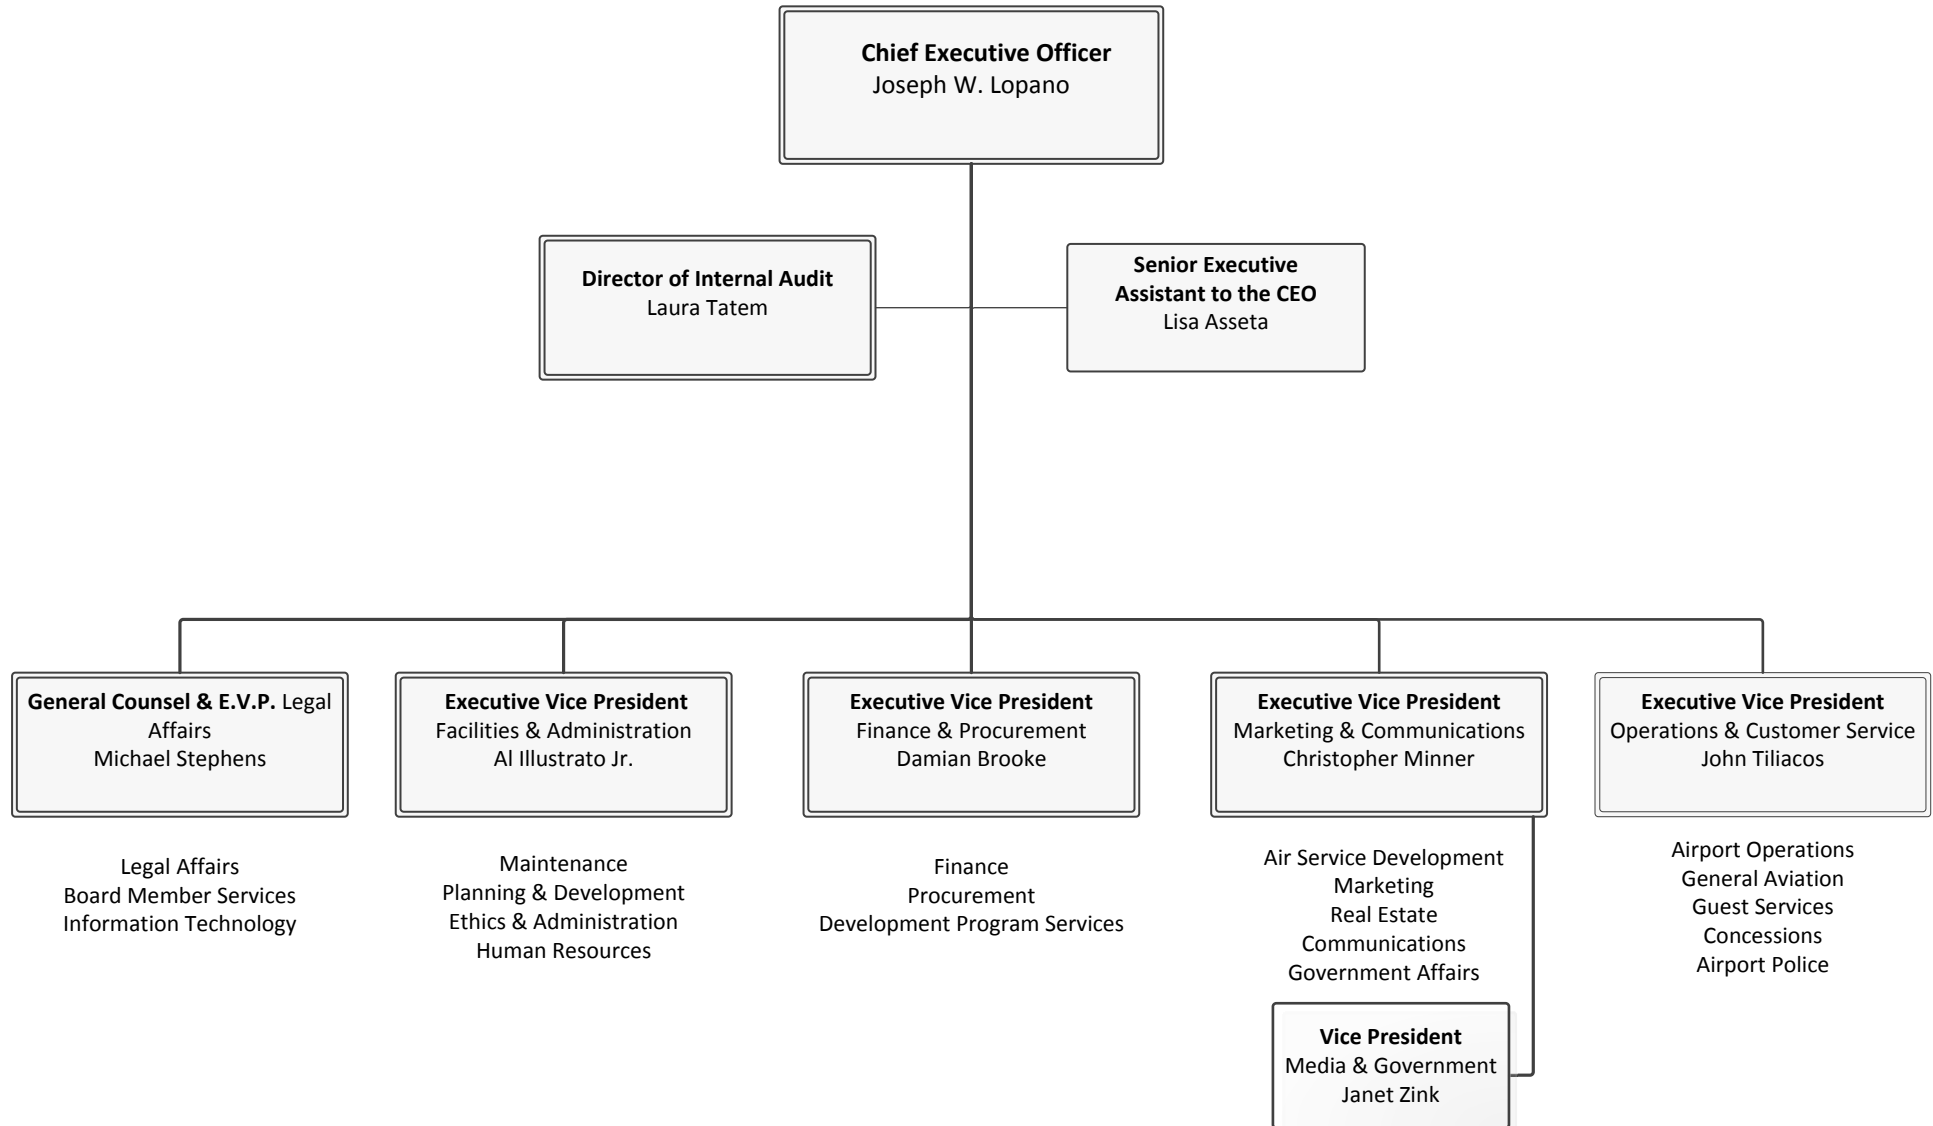 Chief Executive Officer
Joseph W. Lopano
Director of Internal Audit
Laura Tatem
Senior Executive
Assistant to the CEO
Lisa Asseta
General Counsel & E.V.P. Legal
Affairs
Michael Stephens
Legal Affairs
Board Member Services
Information Technology
Executive Vice President
Facilities & Administration
Al Illustrato Jr.
Maintenance
Planning & Development
Ethics & Administration
Human Resources
Executive Vice President
Finance & Procurement
Damian Brooke
Finance
Procurement
Development Program Services
Executive Vice President
Marketing & Communications
Christopher Minner
Air Service Development
Marketing
Real Estate
Communications
Government Affairs
Vice President
Media & Government
Janet Zink
Executive Vice President
Operations & Customer Service
John Tiliacos
Airport Operations
General Aviation
Guest Services
Concessions
Airport Police